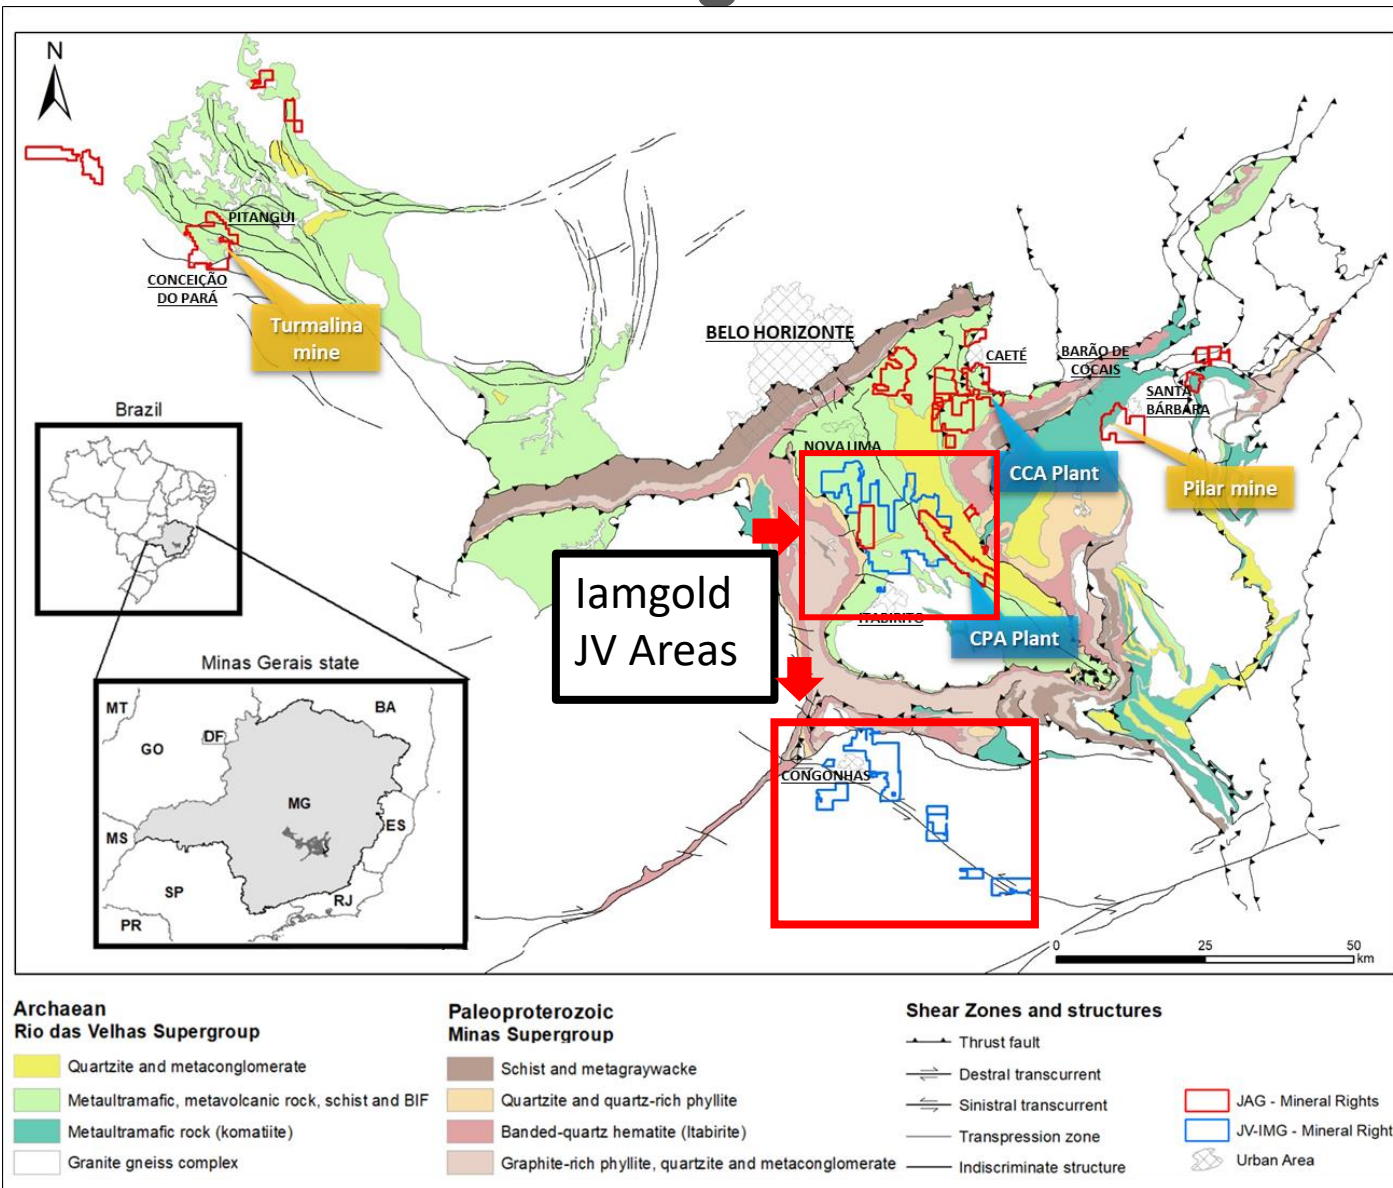 N
PITANGUI
CONCEIÇÃO
DO PARÁ
Turmalina
mine
BELO HORIZONTE
CAETÉ
BARÃO DE
COCAIS
SANTA
BÁRBARA
NOVA LIMA
CCA Plant
Pilar mine
Brazil
Iamgold
JV Areas
ITABIRITO
CPA Plant
Minas Gerais state
MT
BA
DF
GO
MG
ES
MS
SP
RJ
PR
CONGONHAS
0 25 50
km
Archaean
Rio das Velhas Supergroup
Quartzite and metaconglomerate
Metaultramafic, metavolcanic rock, schist and BIF
Metaultramafic rock (komatiite)
Granite gneiss complex
Paleoproterozoic
Minas Supergroup
Schist and metagraywacke
Quartzite and quartz-rich phyllite
Banded-quartz hematite (Itabirite)
Graphite-rich phyllite, quartzite and metaconglomerate
Shear Zones and structures
Thrust fault
Destral transcurrent
Sinistral transcurrent
Transpression zone
Indiscriminate structure
JAG - Mineral Rights
JV-IMG - Mineral Right
Urban Area